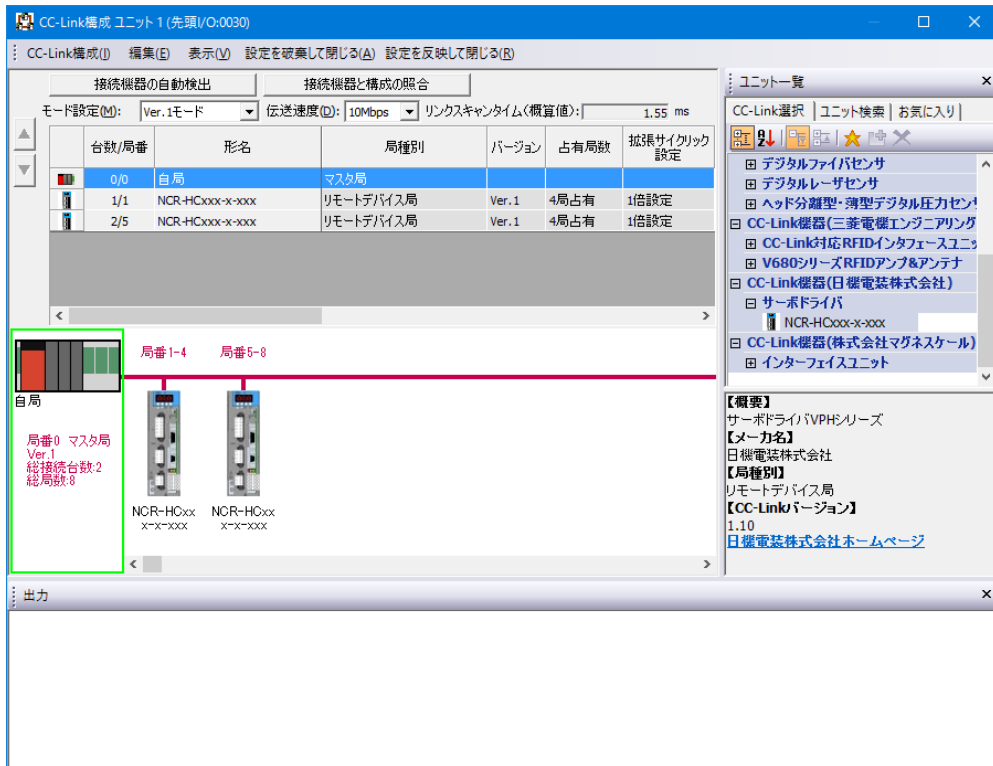 CC-Link構成 ユニット 1 (先頭I/O:0030)
CC-Link構成(I) 編集(E) 表示(V) 設定を破棄して閉じる(A) 設定を反映して閉じる(R)
接続機器の自動検出 接続機器と構成の照合
モード設定(M): Ver.1モード 伝送速度(D): 10Mbps リンクスキャンタイム(概算値): 1.55 ms
台数/局番 形名 局種別 バージョン 占有局数 拡張サイクリック
設定
0/0 自局 マスタ局
1/1 NCR-HCxxx-x-xxx リモートデバイス局 Ver.1 4局占有 1倍設定
2/5 NCR-HCxxx-x-xxx リモートデバイス局 Ver.1 4局占有 1倍設定
局番1-4 局番5-8
自局
局番0 マスタ局
Ver.1
総接続台数:2
総局数:8
NCR-HCxx
x-x-xxx
NCR-HCxx
x-x-xxx
ユニット一覧
CC-Link選択 ユニット検索 お気に入り
デジタルファイバセンサ
デジタルレーザセンサ
ヘッド分離型・薄型デジタル圧力センサ
CC-Link機器(三菱電機エンジニアリング
CC-Link対応RFIDインタフェースユニッ
V680シリーズRFIDアンプ&アンテナ
CC-Link機器(日機電装株式会社)
サーボドライバ
NCR-HCxxx-x-xxx
CC-Link機器(株式会社マグネスケール)
インターフェイスユニット
【概要】
サーボドライバVPHシリーズ
【メーカ名】
日機電装株式会社
【局種別】
リモートデバイス局
【CC-Linkバージョン】
1.10
日機電装株式会社ホームページ
出力